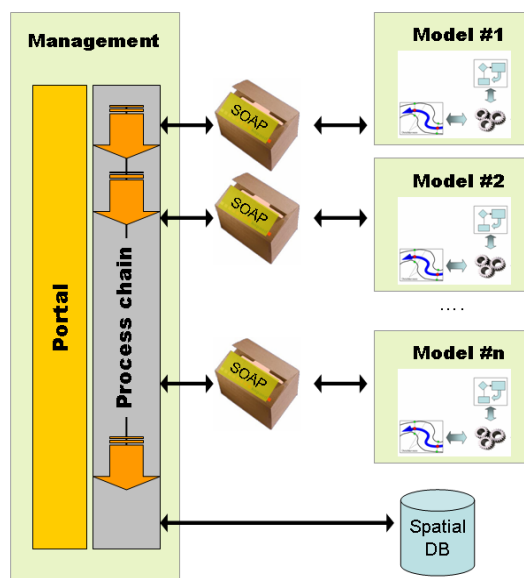 Management
Portal
Process chain
SOAP
SOAP
SOAP
Model #1
Model #2
....
Model #n
Spatial
DB